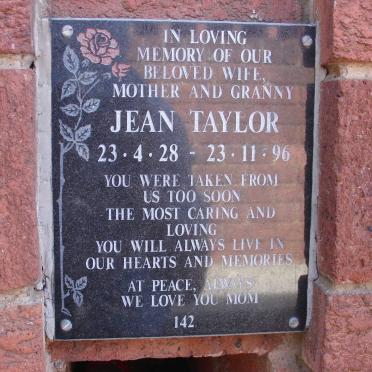 IN LOVING
MEMORY OF OUR
BELOVED WIFE,
MOTHER AND GRANNY
JEAN TAYLOR
23·4·28 - 23·11·96
YOU WERE TAKEN FROM
US TOO SOON
THE MOST CARING AND
LOVING
YOU WILL ALWAYS LIVE IN
OUR HEARTS AND MEMORIES
AT PEACE, ALWAYS
WE LOVE YOU MOM
142